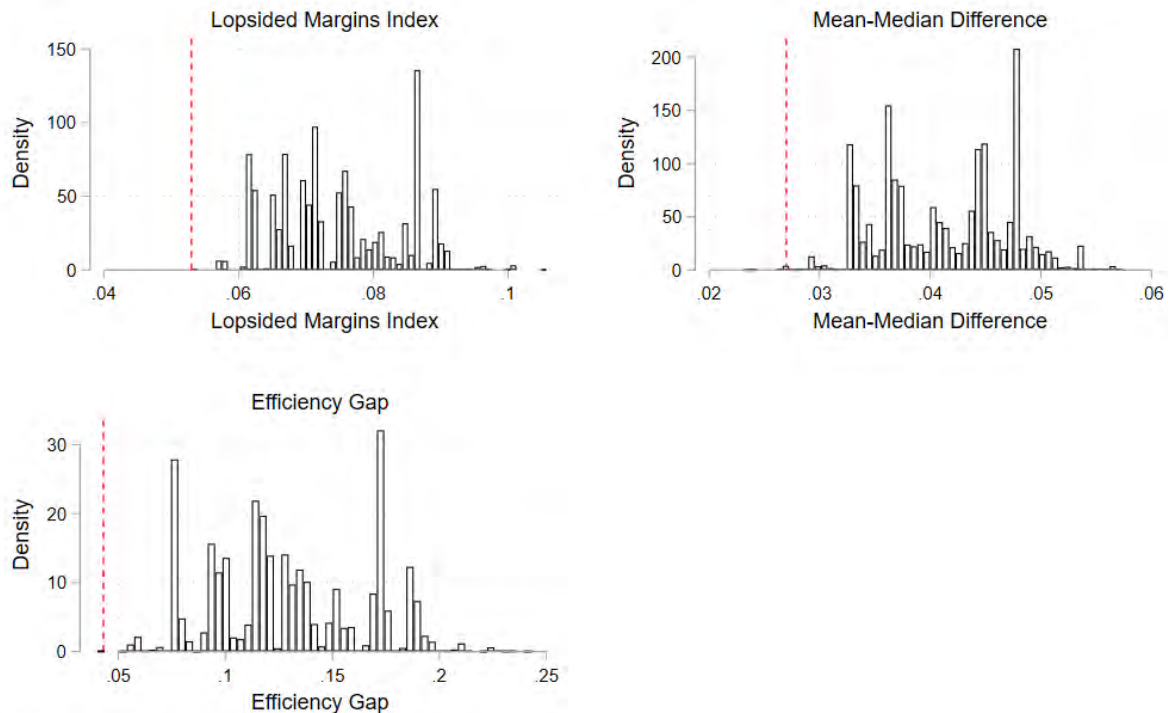 Lopsided Margins Index
150
100
50
0
Density
.04 .06 .08 .1
Lopsided Margins Index
Mean-Median Difference
200
150
100
50
0
Density
.02 .03 .04 .05 .06
Mean-Median Difference
Efficiency Gap
30
20
10
0
Density
.05 .1 .15 .2 .25
Efficiency Gap